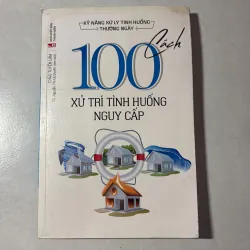 KỸ NĂNG XỬ LÝ TÌNH HUỐNG
THƯỜNG NGÀY
100
Cách
XỬ TRÍ TÌNH HUỐNG
NGUY CẤP